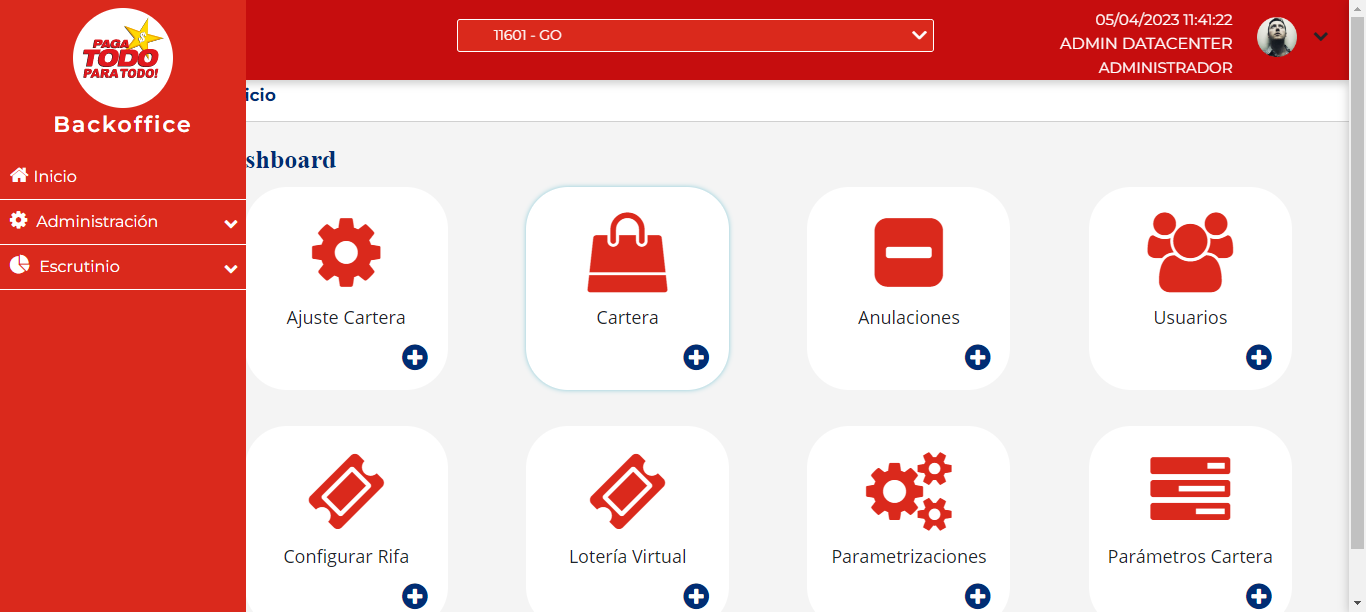 PAGA
TODO
PARA TODO!
Backoffice
Inicio
Administración
Escrutinio
11601 - GO
05/04/2023 11:41:22
ADMIN DATACENTER
ADMINISTRADOR
icio
shboard
Ajuste Cartera
Cartera
Anulaciones
Usuarios
Configurar Rifa
Lotería Virtual
Parametrizaciones
Parámetros Cartera